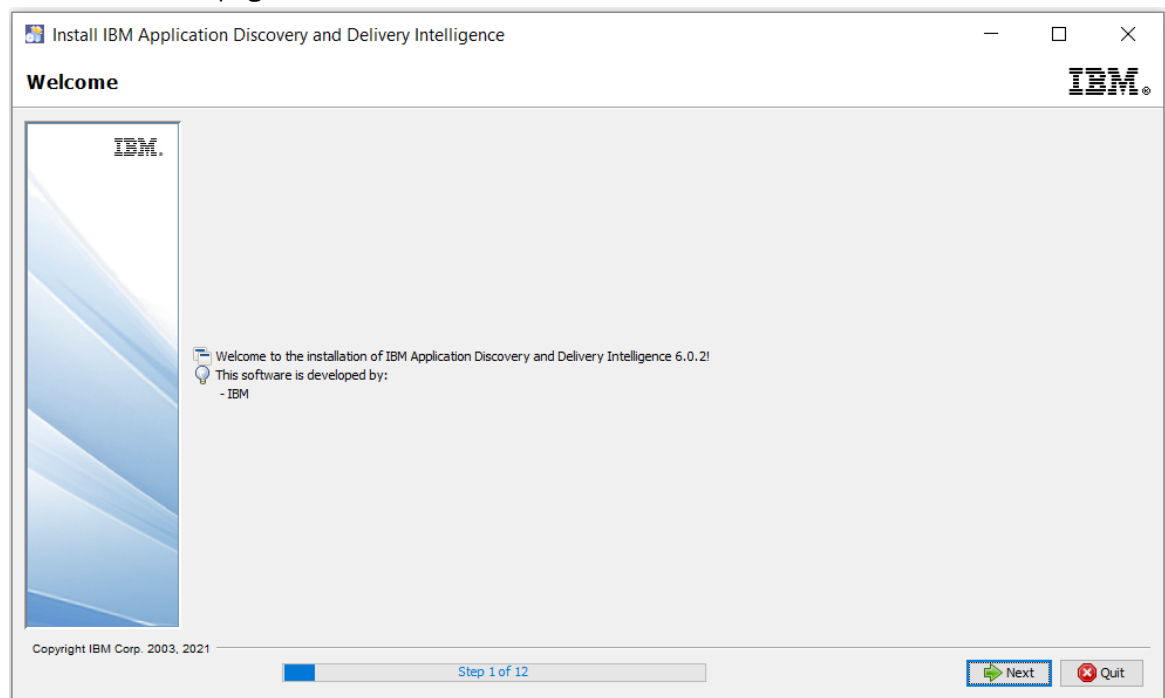 Install IBM Application Discovery and Delivery Intelligence
Welcome
IBM®
IBM.
Welcome to the installation of IBM Application Discovery and Delivery Intelligence 6.0.2!
This software is developed by:
- IBM
Copyright IBM Corp. 2003, 2021
Step 1 of 12
Next
Quit